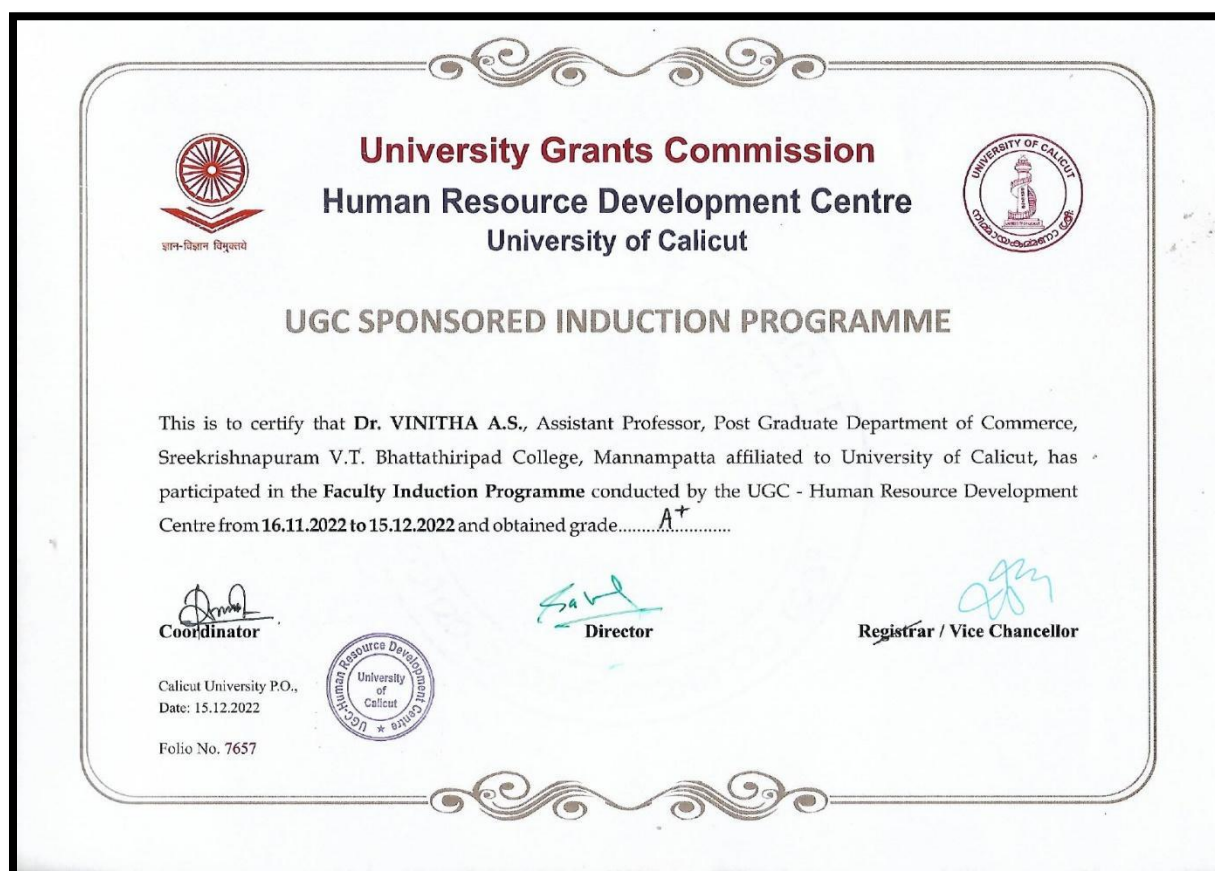 University Grants Commission
Human Resource Development Centre
University of Calicut
ज्ञान-विज्ञान विमुक्तये
UNIVERSITY OF CALICUT
UGC SPONSORED INDUCTION PROGRAMME
This is to certify that Dr. VINITHA A.S., Assistant Professor, Post Graduate Department of Commerce,
Sreekrishnapuram V.T. Bhattathiripad College, Mannampatta affiliated to University of Calicut, has
participated in the Faculty Induction Programme conducted by the UGC - Human Resource Development
Centre from 16.11.2022 to 15.12.2022 and obtained grade......A+...........
Coordinator
Director
Registrar / Vice Chancellor
Calicut University P.O.,
Date: 15.12.2022
UGC-Human Resource Development Centre
University
of
Calicut
Folio No. 7657